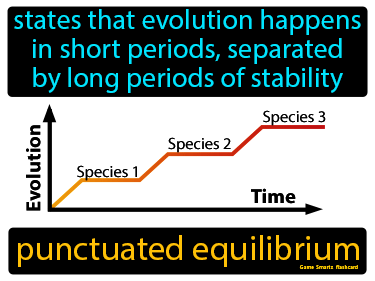 states that evolution happens
in short periods, separated
by long periods of stability
Species 3
Species 2
Species 1
Evolution
Time
punctuated equilibrium
Game Smartz flashcard